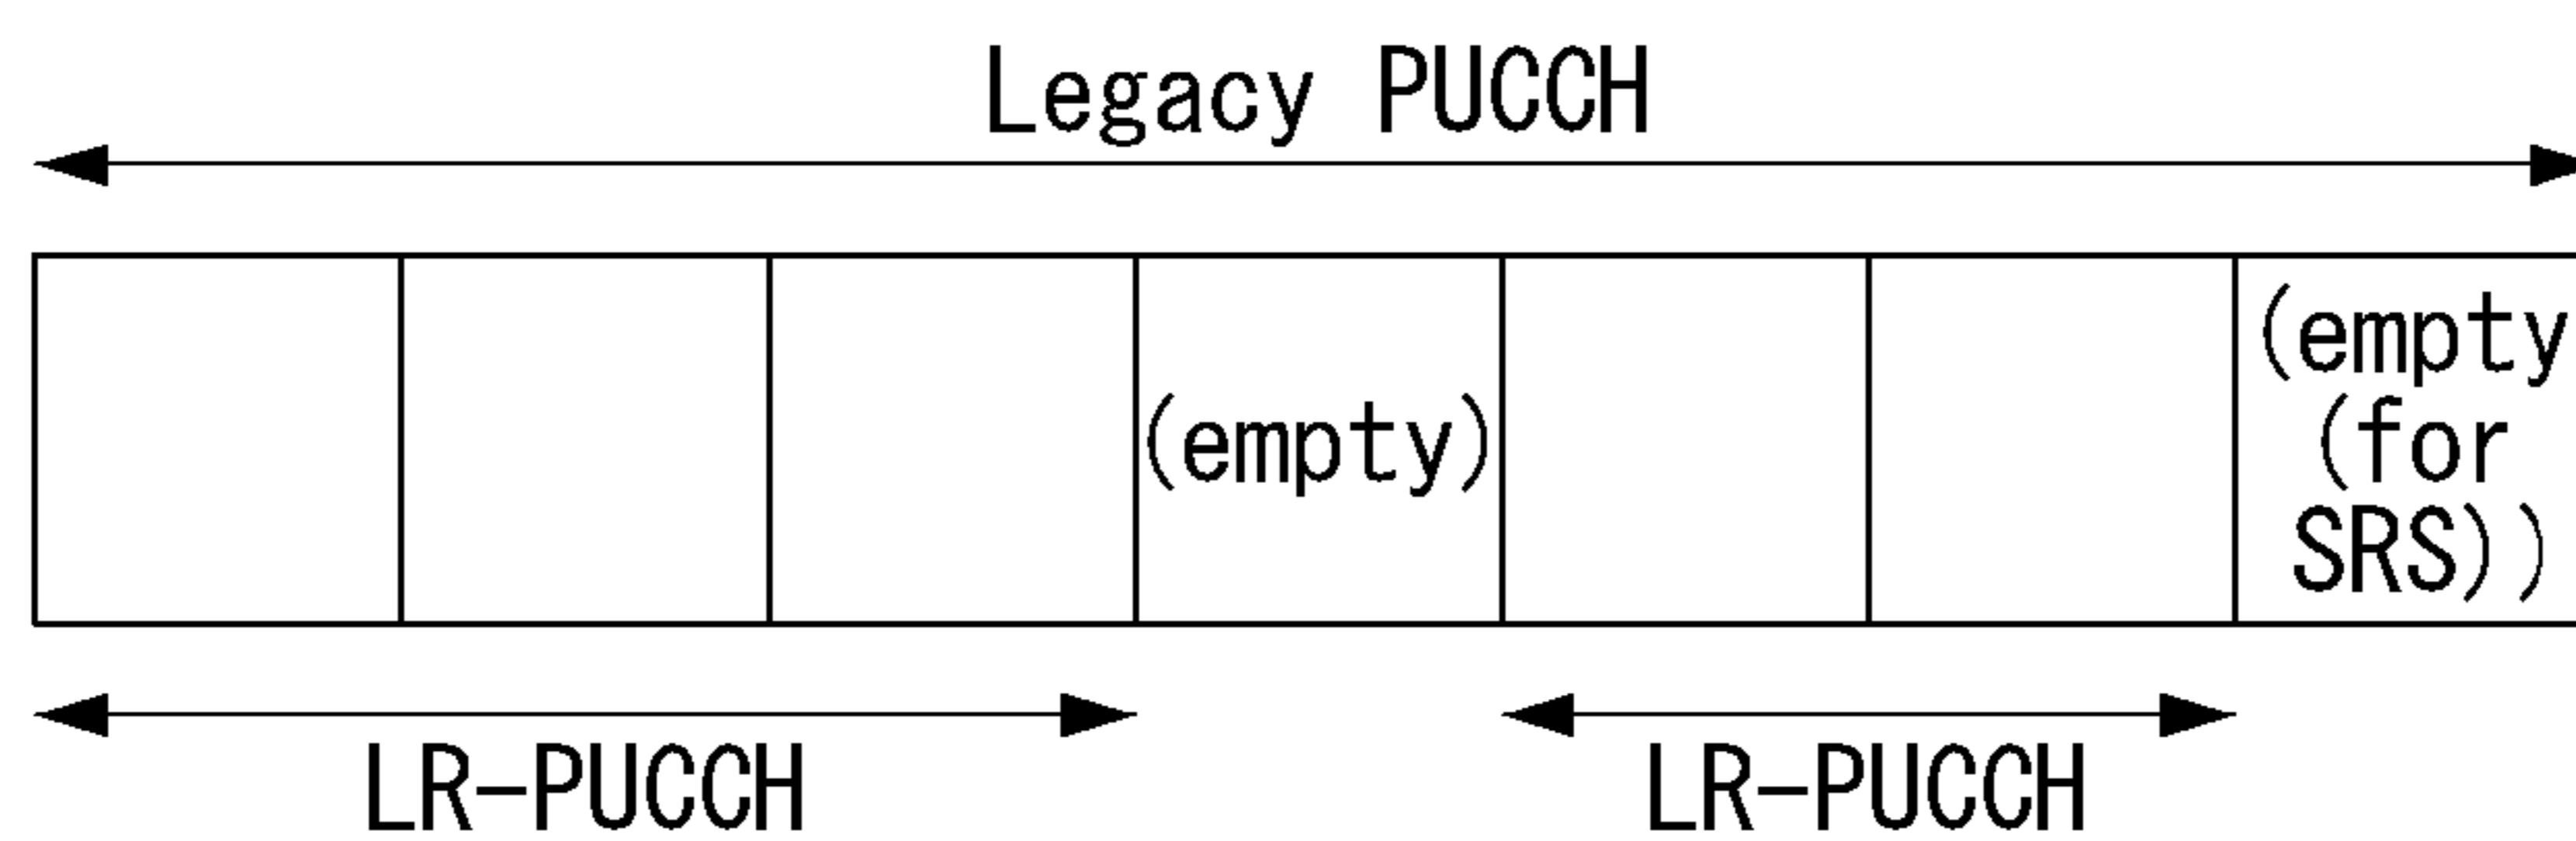 Legacy PUCCH
(empty)
(empty
(for
SRS))
LR-PUCCH
LR-PUCCH